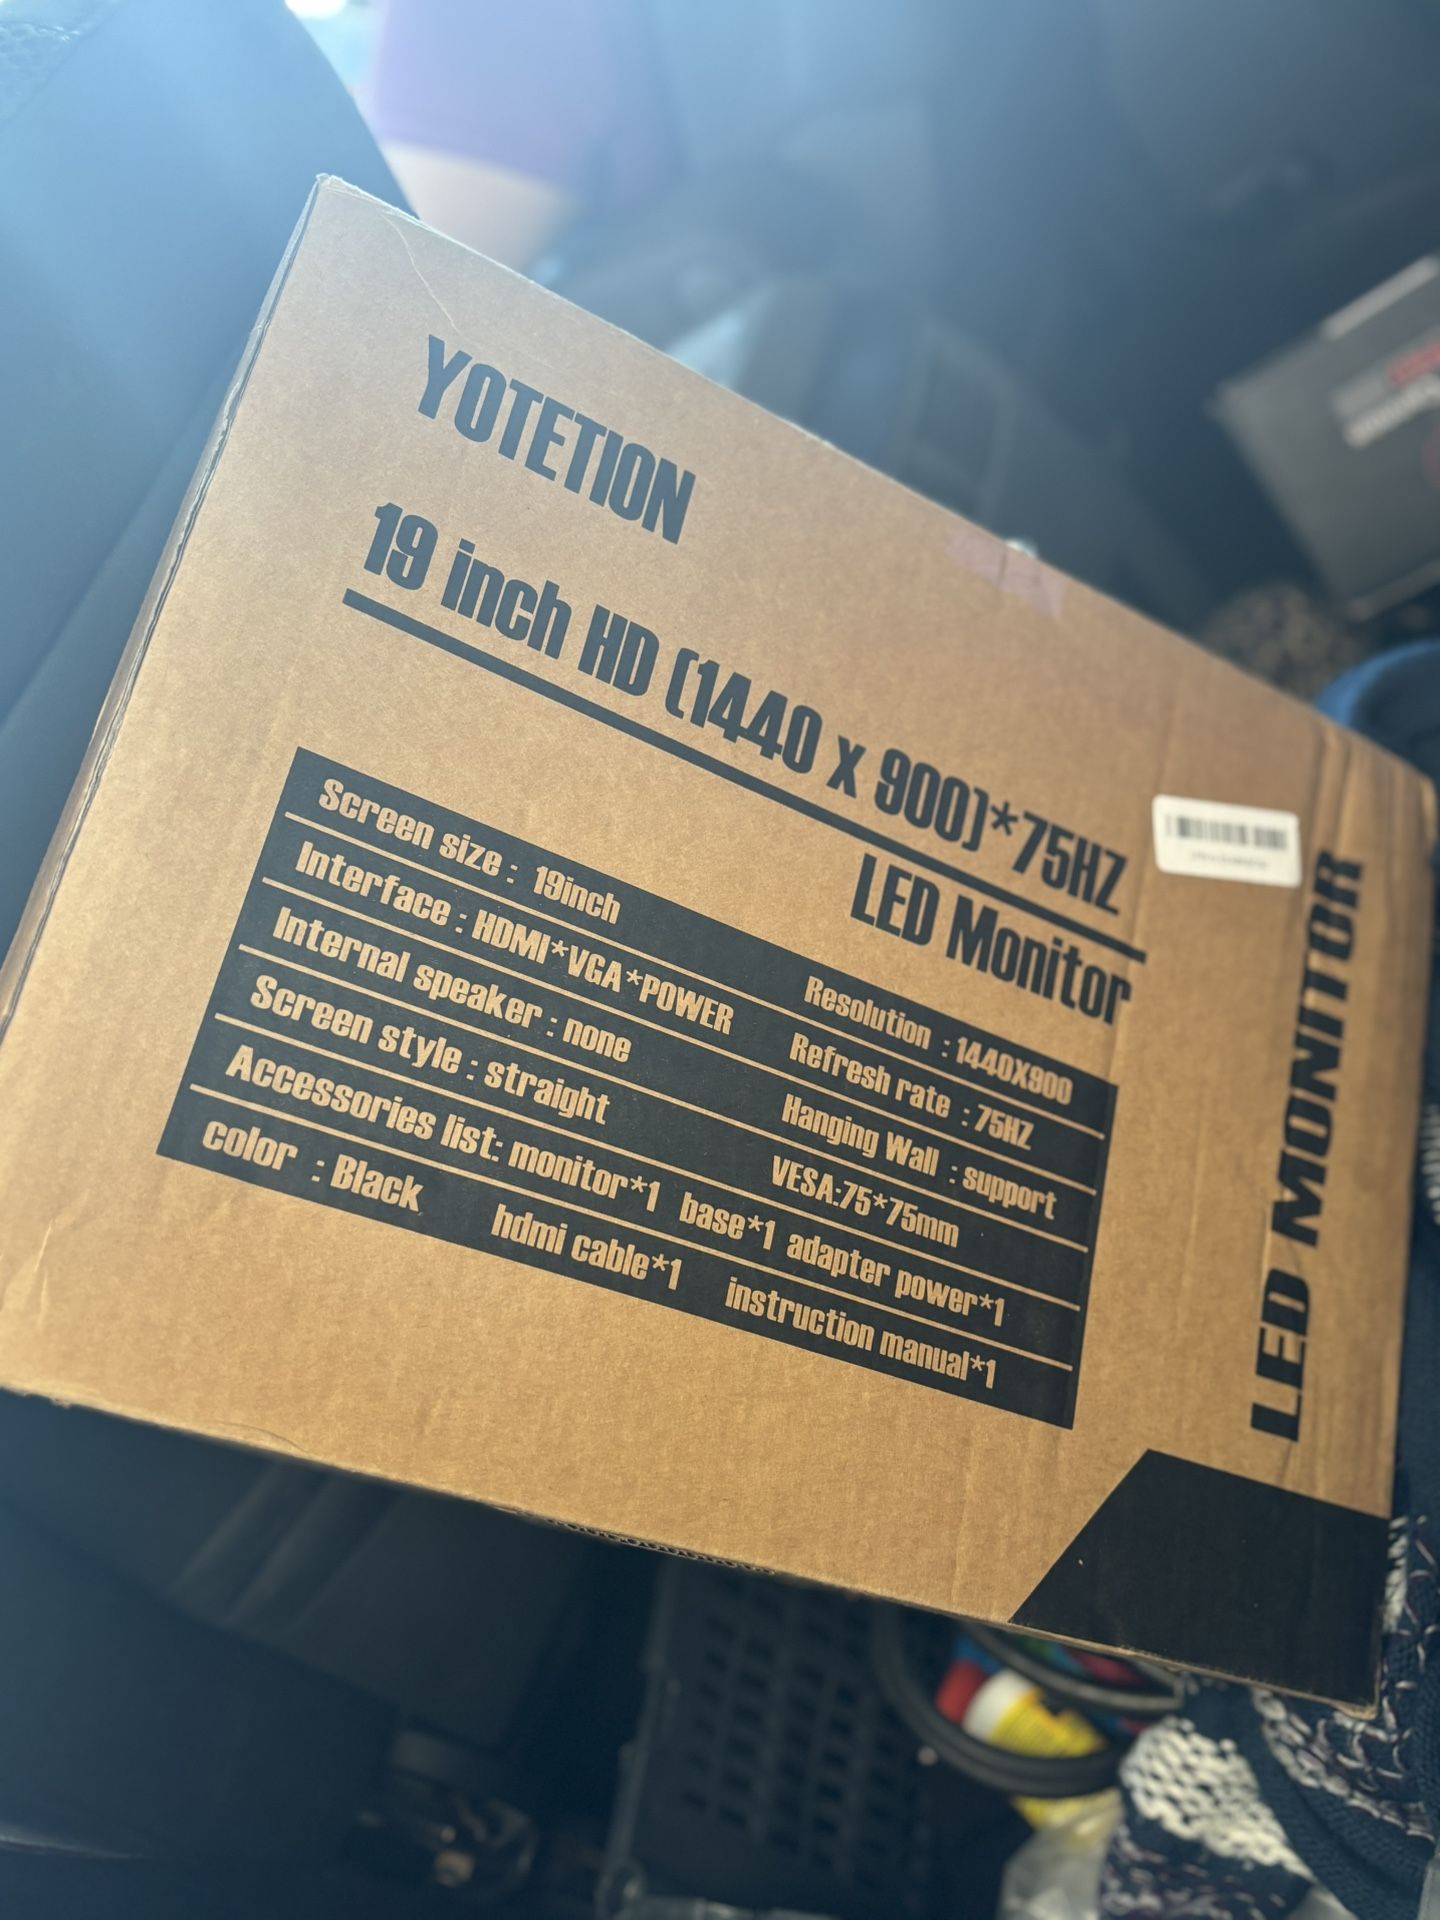 YOTETION
19 inch HD (1440 x 900)*75HZ
LED Monitor
Screen size : 19inch
Resolution : 1440X900
Interface : HDMI*VGA*POWER
Refresh rate : 75HZ
Internal speaker : none
Hanging Wall : support
Screen style : straight
VESA:75*75mm
Accessories list: monitor*1 base*1 adapter power*1
color : Black
hdmi cable*1 instruction manual*1
LED MONITOR